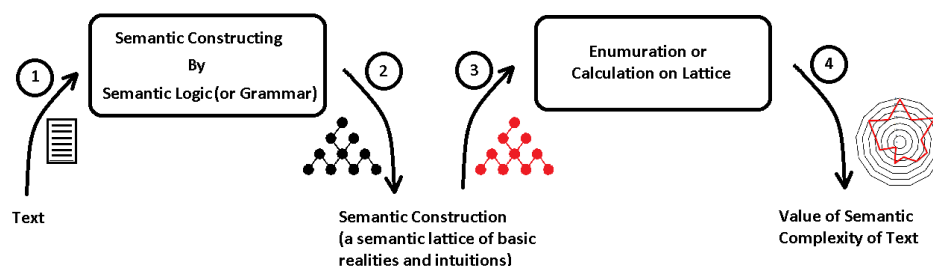 1
Semantic Constructing
By
Semantic Logic (or Grammar)
2
3
Enumuration or
Calculation on Lattice
4
Text
Semantic Construction
(a semantic lattice of basic
realities and intuitions)
Value of Semantic
Complexity of Text